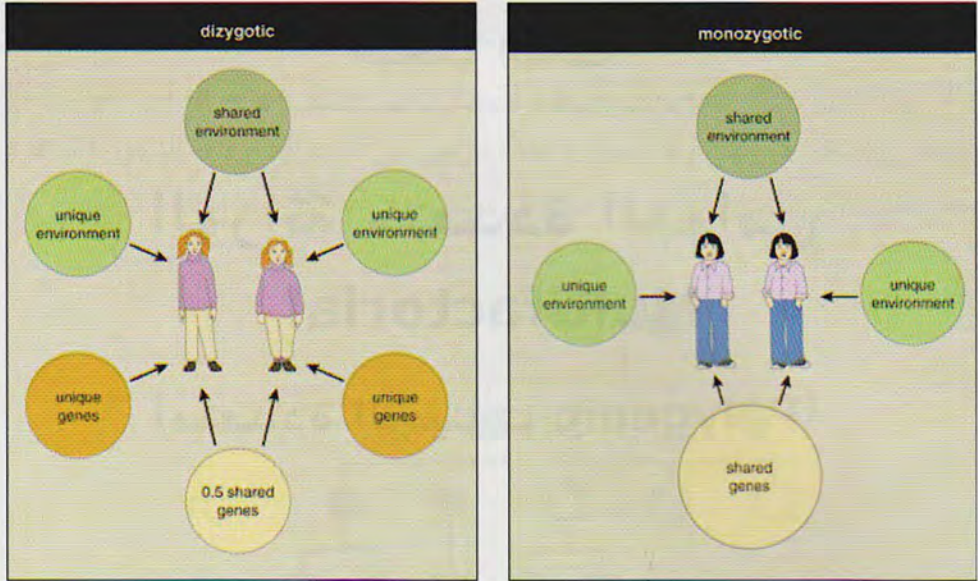 dizygotic
shared
environment
unique
environment
unique
environment
unique
genes
unique
genes
0.5 shared
genes
monozygotic
shared
environment
unique
environment
unique
environment
shared
genes